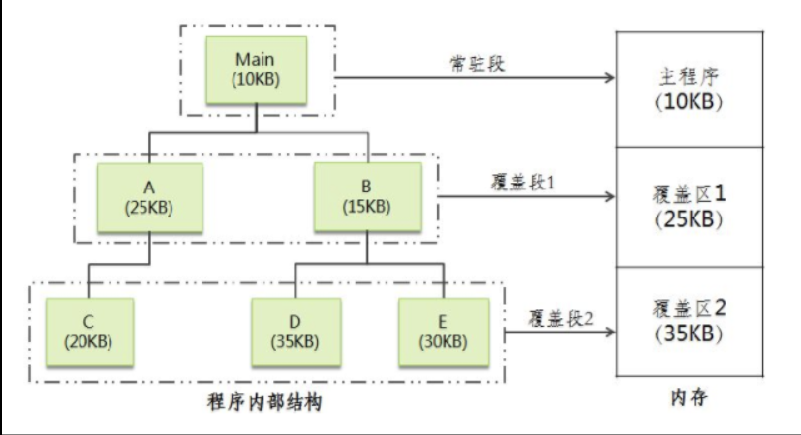 Main
(10KB)
常驻段
主程序
(10KB)
A
(25KB)
B
(15KB)
覆盖段1
覆盖区1
(25KB)
C
(20KB)
D
(35KB)
E
(30KB)
覆盖段2
覆盖区2
(35KB)
程序内部结构
内存